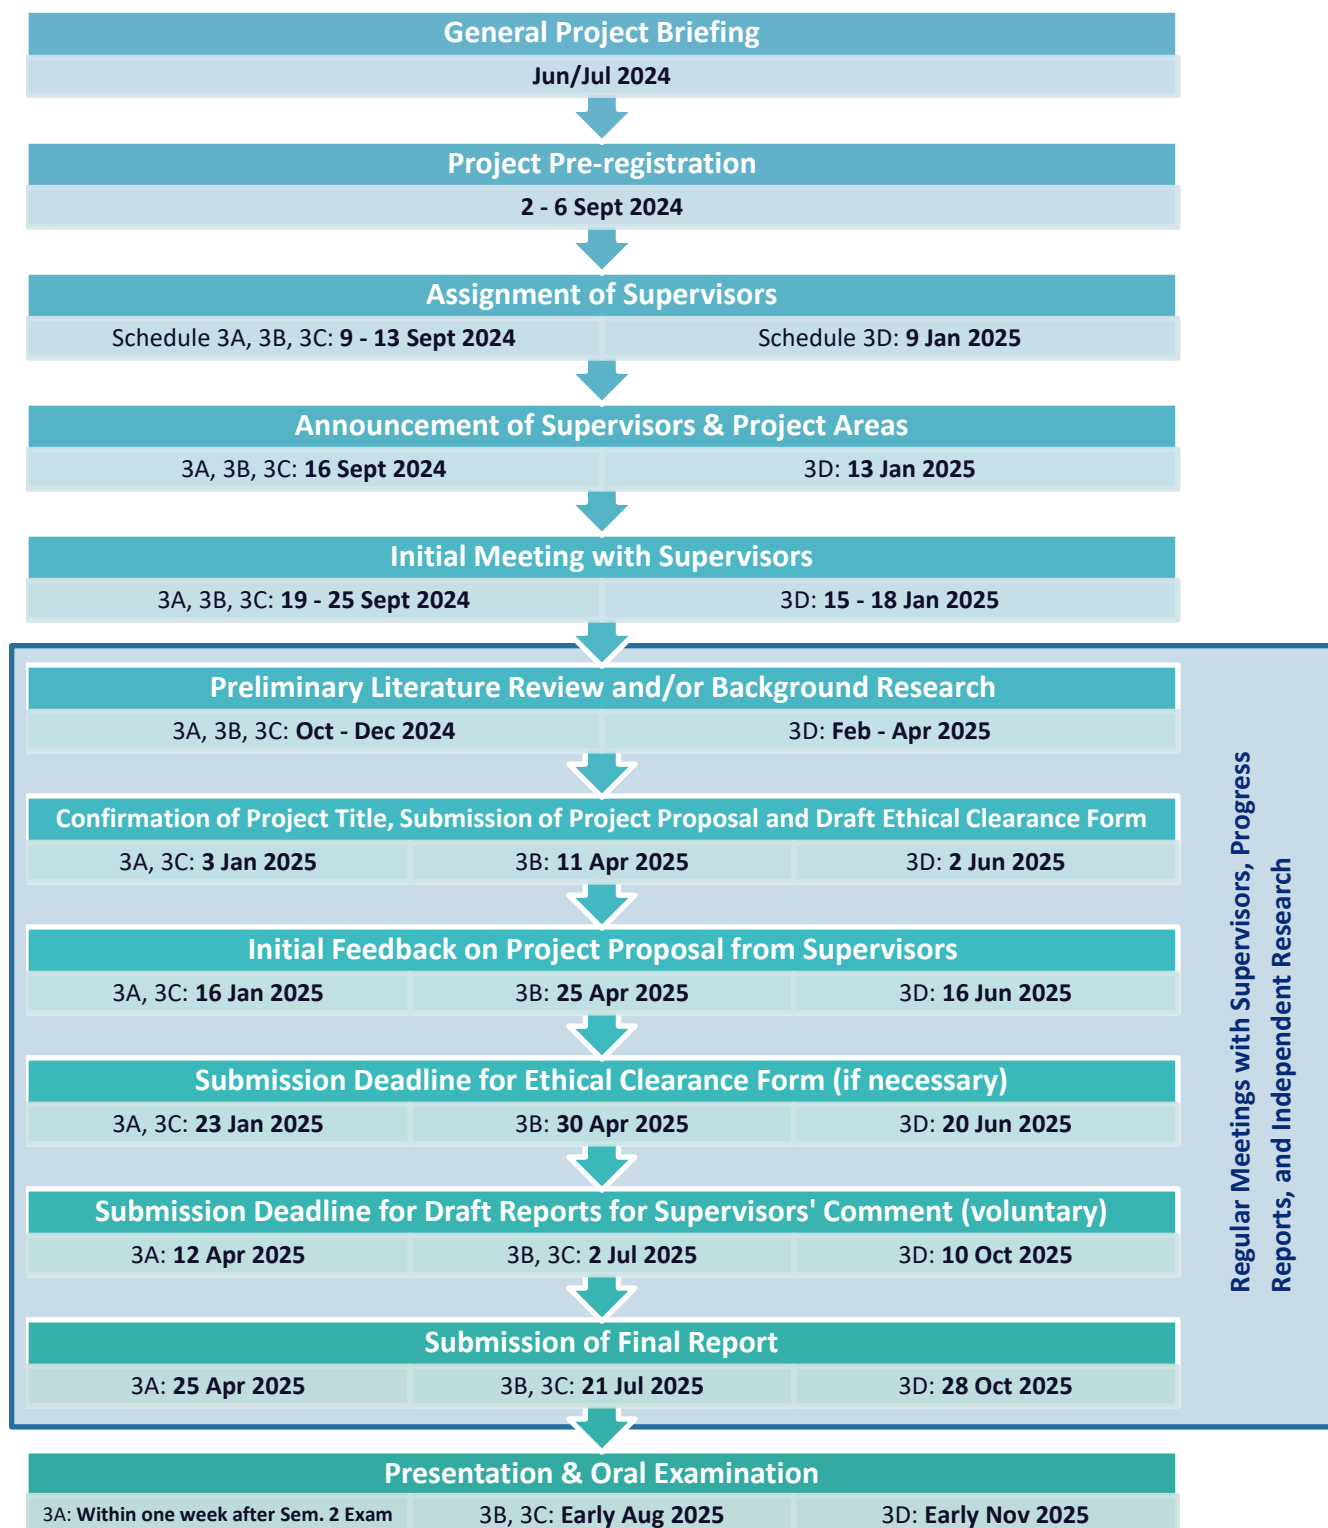 General Project Briefing
Jun/Jul 2024
Project Pre-registration
2 - 6 Sept 2024
Assignment of Supervisors
Schedule 3A, 3B, 3C: 9 - 13 Sept 2024
Schedule 3D: 9 Jan 2025
Announcement of Supervisors & Project Areas
3A, 3B, 3C: 16 Sept 2024
3D: 13 Jan 2025
Initial Meeting with Supervisors
3A, 3B, 3C: 19 - 25 Sept 2024
3D: 15 - 18 Jan 2025
Preliminary Literature Review and/or Background Research
3A, 3B, 3C: Oct - Dec 2024
3D: Feb - Apr 2025
Confirmation of Project Title, Submission of Project Proposal and Draft Ethical Clearance Form
3A, 3C: 3 Jan 2025
3B: 11 Apr 2025
3D: 2 Jun 2025
Initial Feedback on Project Proposal from Supervisors
3A, 3C: 16 Jan 2025
3B: 25 Apr 2025
3D: 16 Jun 2025
Submission Deadline for Ethical Clearance Form (if necessary)
3A, 3C: 23 Jan 2025
3B: 30 Apr 2025
3D: 20 Jun 2025
Submission Deadline for Draft Reports for Supervisors' Comment (voluntary)
3A: 12 Apr 2025
3B, 3C: 2 Jul 2025
3D: 10 Oct 2025
Submission of Final Report
3A: 25 Apr 2025
3B, 3C: 21 Jul 2025
3D: 28 Oct 2025
Regular Meetings with Supervisors, Progress
Reports, and Independent Research
Presentation & Oral Examination
3A: Within one week after Sem. 2 Exam
3B, 3C: Early Aug 2025
3D: Early Nov 2025